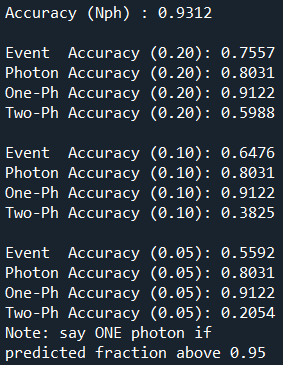 Accuracy (Nph) : 0.9312
Event  Accuracy (0.20): 0.7557
Photon Accuracy (0.20): 0.8031
One-Ph Accuracy (0.20): 0.9122
Two-Ph Accuracy (0.20): 0.5988
Event  Accuracy (0.10): 0.6476
Photon Accuracy (0.10): 0.8031
One-Ph Accuracy (0.10): 0.9122
Two-Ph Accuracy (0.10): 0.3825
Event  Accuracy (0.05): 0.5592
Photon Accuracy (0.05): 0.8031
One-Ph Accuracy (0.05): 0.9122
Two-Ph Accuracy (0.05): 0.2054
Note: say ONE photon if
predicted fraction above 0.95